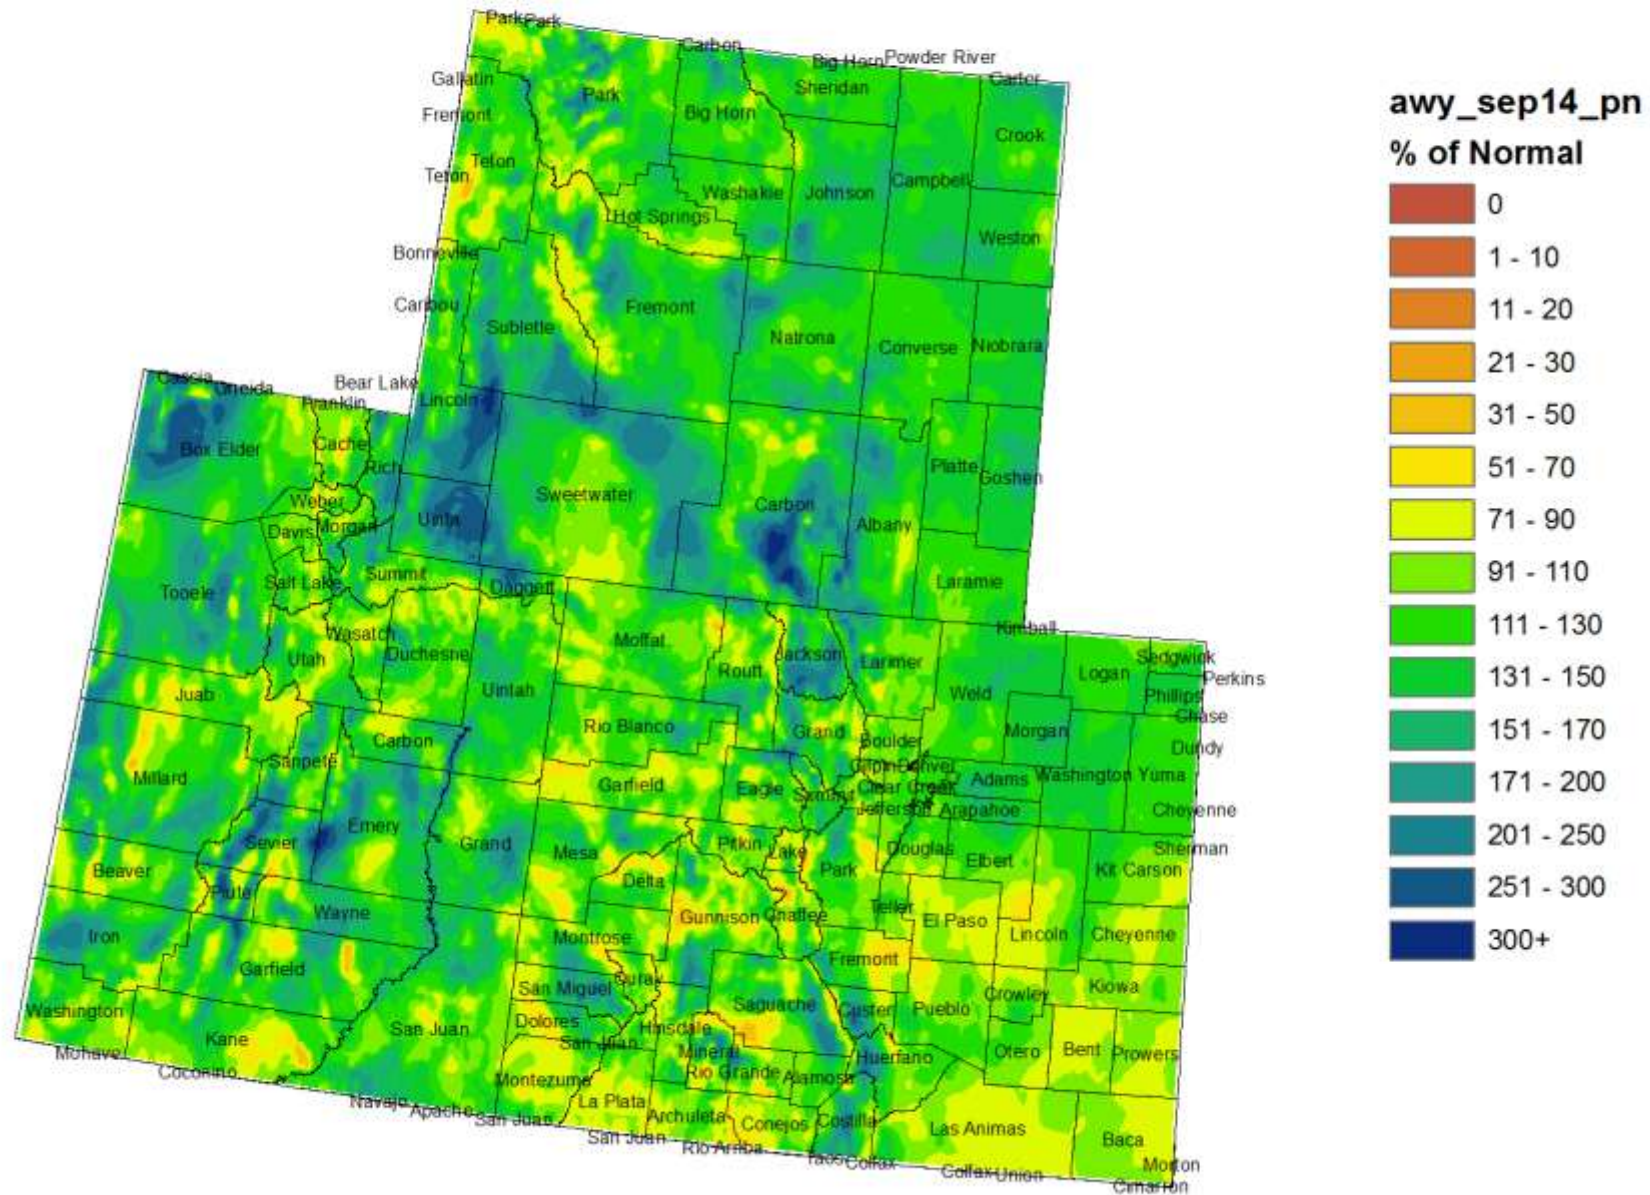 awy_sep14_pn
% of Normal
0
1 - 10
11 - 20
21 - 30
31 - 50
51 - 70
71 - 90
91 - 110
111 - 130
131 - 150
151 - 170
171 - 200
201 - 250
251 - 300
300+
Park Park
Carbon
Big Horn Powder River
Carter
Gallatin
Sheridan
Park
Fremont
Big Horn
Crook
Teton
Teton
Washakie
Johnson
Campbell
Hot Springs
Weston
Bonneville
Caribou
Fremont
Sublette
Natrona
Converse
Niobrara
Cassia
Oneida
Bear Lake
Franklin
Lincoln
Box Elder
Cache
Rich
Platte
Goshen
Sweetwater
Weber
Carbon
Uinta
Albany
Davis
Morgan
Salt Lake
Summit
Daggett
Tooele
Laramie
Wasatch
Utah
Duchesne
Moffat
Kimball
Jackson
Larimer
Sedgwick
Logan
Perkins
Routt
Uintah
Juab
Weld
Phillips
Chase
Rio Blanco
Grand
Morgan
Carbon
Boulder
Dundy
Sanpete
Gilpin Denver
Millard
Garfield
Eagle
Summit
Clear Creek
Adams
Washington
Yuma
Jefferson
Arapahoe
Cheyenne
Emery
Sevier
Grand
Mesa
Pitkin
Lake
Douglas
Sherman
Elbert
Beaver
Park
Kit Carson
Delta
Piute
Wayne
Teller
Gunnison
Chaffee
El Paso
Iron
Montrose
Lincoln
Cheyenne
Garfield
Fremont
San Miguel
Ouray
Kiowa
Crowley
Washington
Saguache
Custer
Pueblo
Dolores
San Juan
Hinsdale
Kane
San Juan
Mineral
Otero
Bent
Prowers
Mohave
Huerfano
Coconino
Rio Grande
Alamosa
Montezuma
Navajo
Apache
La Plata
San Juan
Archuleta
Conejos
Costilla
Las Animas
San Juan
Rio Arriba
Baca
Taos
Colfax
Colfax
Union
Morton
Cimarron